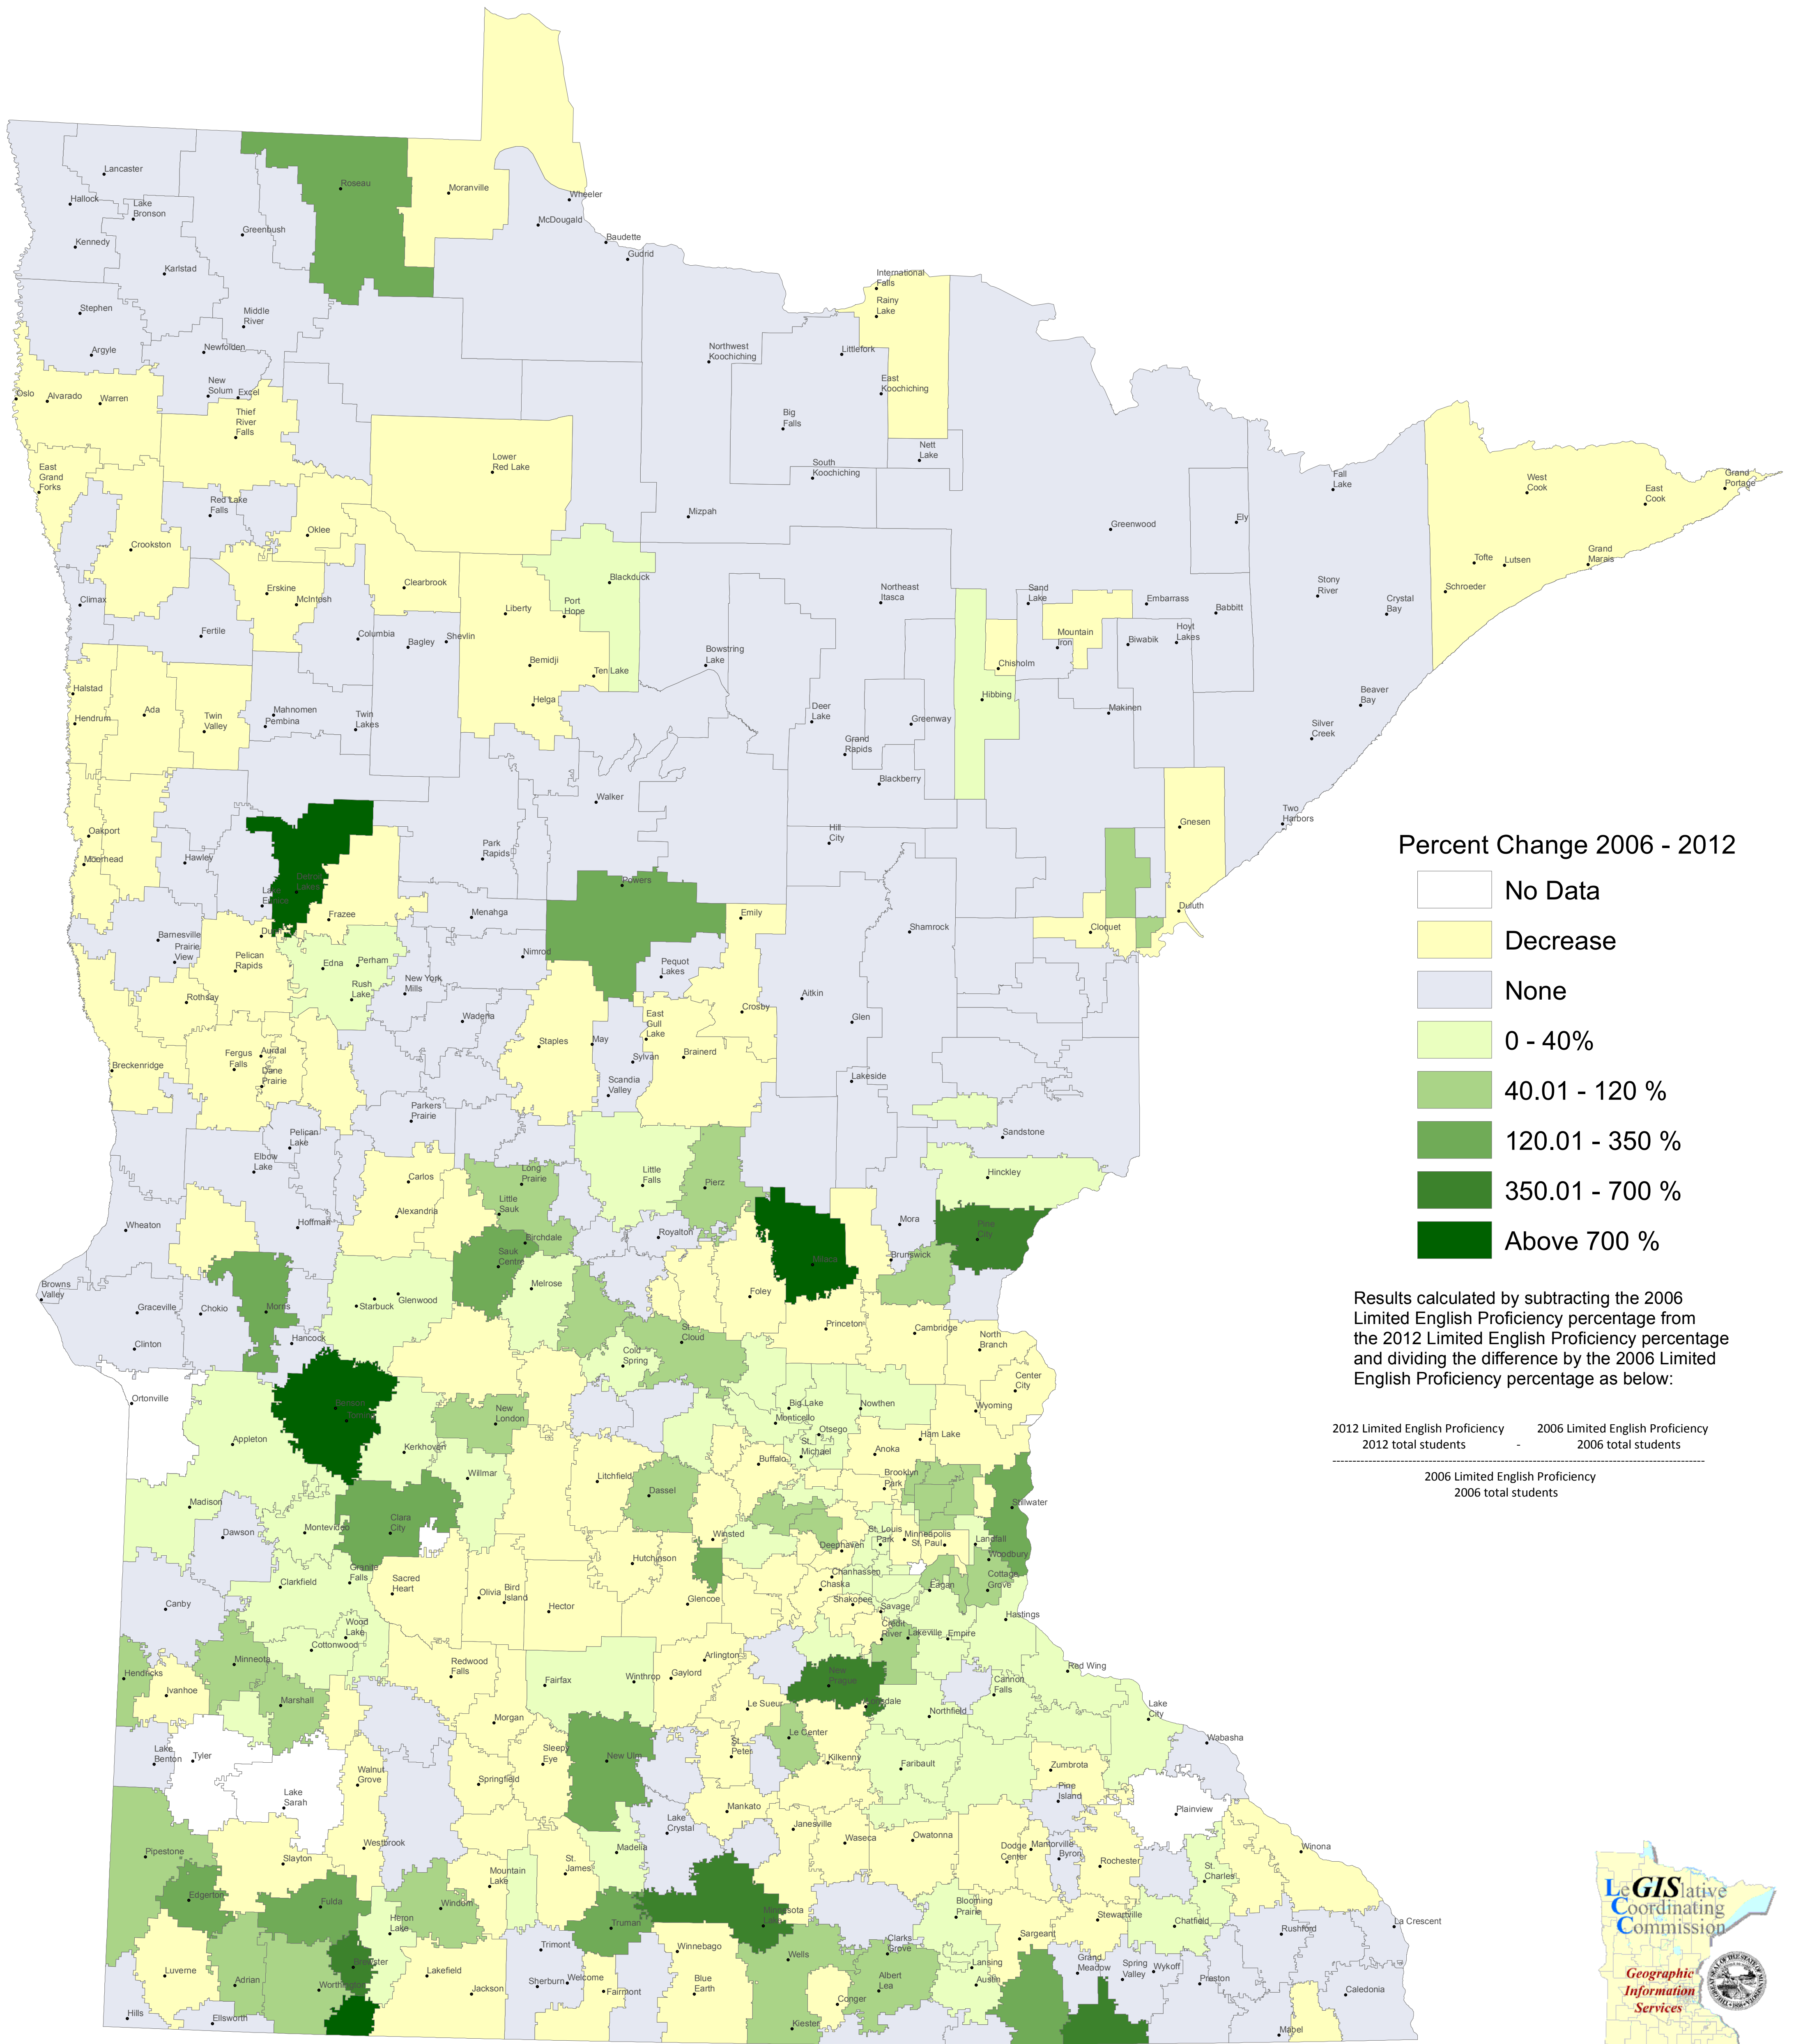 Lancaster
Hallock
Lake
Bronson
Kennedy
Karlstad
Greenbush
Roseau
Moranville
Wheeler
McDougald
Baudette
Gudrid
Stephen
Argyle
Middle
River
Newfolden
New
Solum
Excel
International
Falls
Rainy
Lake
Northwest
Koochiching
Littlefork
East
Koochiching
Big
Falls
Nett
Lake
South
Koochiching
Mizpah
Oslo
Alvarado
Warren
Thief
River
Falls
East
Grand
Forks
Red Lake
Falls
Lower
Red Lake
Oklee
Crookston
Fall
Lake
West
Cook
East
Cook
Grand
Portage
Greenwood
Ely
Tofte
Lutsen
Grand
Marais
Schroeder
Erskine
McIntosh
Clearbrook
Blackduck
Climax
Fertile
Columbia
Bagley
Shevlin
Liberty
Port
Hope
Bemidji
Ten Lake
Helga
Northeast
Itasca
Sand
Lake
Embarrass
Babbitt
Stony
River
Crystal
Bay
Mountain
Iron
Biwabik
Hoyt
Lakes
Chisholm
Hibbing
Bowstring
Lake
Halstad
Hendrum
Ada
Twin
Valley
Mahnomen
Pembina
Twin
Lakes
Deer
Lake
Greenway
Grand
Rapids
Blackberry
Makinen
Beaver
Bay
Silver
Creek
Walker
Oakport
Moerhead
Hawley
Park
Rapids
Hill
City
Gnesen
Two
Harbors
Detroit
Lakes
Lake
Frazee
Menahga
Powers
Emily
Shamrock
Cloquet
Duluth
Barnesville
Prairie
View
Pelican
Rapids
Edna
Perham
Rush
Lake
Nimrod
Pequot
Lakes
New York
Mills
Aitkin
Rothsay
Wadena
Crosby
Glen
East
Gull
Lake
Staples
May
Sylvan
Brainerd
Breckenridge
Fergus
Falls
Aurdal
Dane
Prairie
Scandia
Valley
Lakeside
Parkers
Prairie
Pelican
Lake
Elbow
Lake
Sandstone
Hinckley
Carlos
Long
Prairie
Little
Falls
Pierz
Little
Sauk
Wheaton
Hoffman
Alexandria
Birchdale
Royalton
Mora
Pine
City
Sauk
Centre
Milaca
Brunswick
Browns
Valley
Graceville
Chokio
Morris
Starbuck
Glenwood
Melrose
Foley
Clinton
Hancock
St.
Cloud
Princeton
Cambridge
North
Branch
Cold
Spring
Center
City
Ortonville
Benson
New
London
Big Lake
Monticello
Nowthen
Wyoming
Otsego
St.
Michael
Appleton
Kerkhoven
Ham Lake
Anoka
Willmar
Litchfield
Buffalo
Brooklyn
Park
Dassel
Stillwater
Madison
Clara
City
Montevideo
Dawson
Winsted
St. Louis
Park
Minneapolis
St. Paul
Landfall
Deephaven
Woodbury
Hutchinson
Granite
Falls
Clarkfield
Sacred
Heart
Chanhassen
Chaska
Eagan
Cottage
Grove
Canby
Olivia
Bird
Island
Hector
Glencoe
Shakopee
Savage
Hastings
Wood
Lake
Cottonwood
Credit
River
Lakeville
Empire
Minneota
Hendricks
Ivanhoe
Redwood
Falls
Arlington
Gaylord
Fairfax
Winthrop
New
Prague
Lonsdale
Cannon
Falls
Red Wing
Marshall
Le Sueur
Northfield
Lake
City
Morgan
Le Center
Wabasha
Lake
Benton
Tyler
Sleepy
Eye
New Ulm
St.
Peter
Kilkenny
Faribault
Zumbrota
Walnut
Grove
Springfield
Pine
Island
Lake
Sarah
Mankato
Plainview
Lake
Crystal
Janesville
Waseca
Owatonna
Pipestone
Westbrook
Madelia
Dodge
Center
Mantorville
Byron
Rochester
Winona
Slayton
St.
James
Mountain
Lake
St.
Charles
Edgerton
Fulda
Windom
Heron
Lake
Truman
Minnesota
Lake
Blooming
Prairie
Stewartville
Chatfield
Rushford
La Crescent
Sargeant
Clarks
Grove
Trimont
Winnebago
Wells
Grand
Meadow
Spring
Valley
Wykoff
Lansing
Austin
Luverne
Adrian
Brewster
Worthington
Lakefield
Jackson
Sherburn
Welcome
Fairmont
Blue
Earth
Albert
Lea
Conger
Preston
Caledonia
Hills
Ellsworth
Kiester
Mabel
Percent Change 2006 - 2012
No Data
Decrease
None
0 - 40%
40.01 - 120 %
120.01 - 350 %
350.01 - 700 %
Above 700 %
Results calculated by subtracting the 2006
Limited English Proficiency percentage from
the 2012 Limited English Proficiency percentage
and dividing the difference by the 2006 Limited
English Proficiency percentage as below:
2012 Limited English Proficiency 2006 Limited English Proficiency
2012 total students - 2006 total students
2006 Limited English Proficiency
2006 total students
LeGISlative
Coordinating
Commission
Geographic
Information
Services